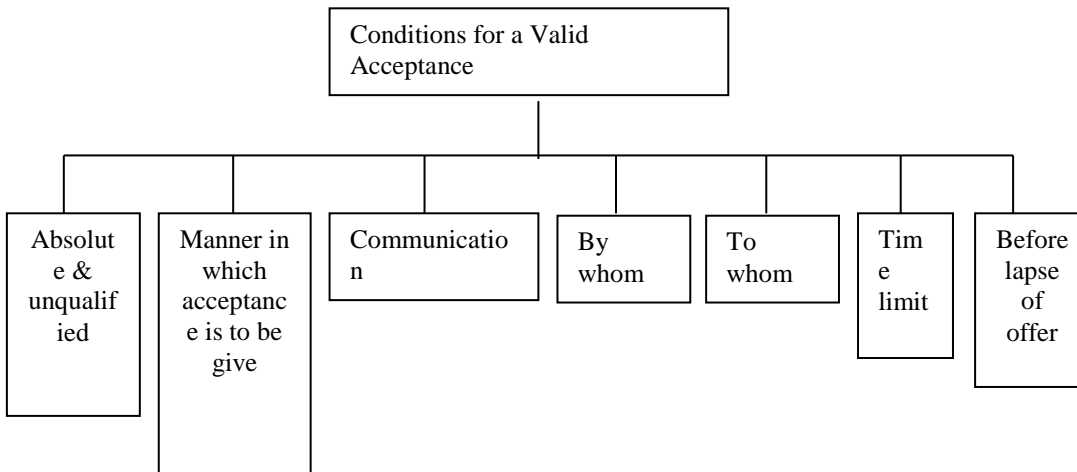 Conditions for a Valid
Acceptance
Absolut
e &
unqualif
ied
Manner in
which
acceptanc
e is to be
give
Communicatio
n
By
whom
To
whom
Tim
e
limit
Before
lapse
of
offer